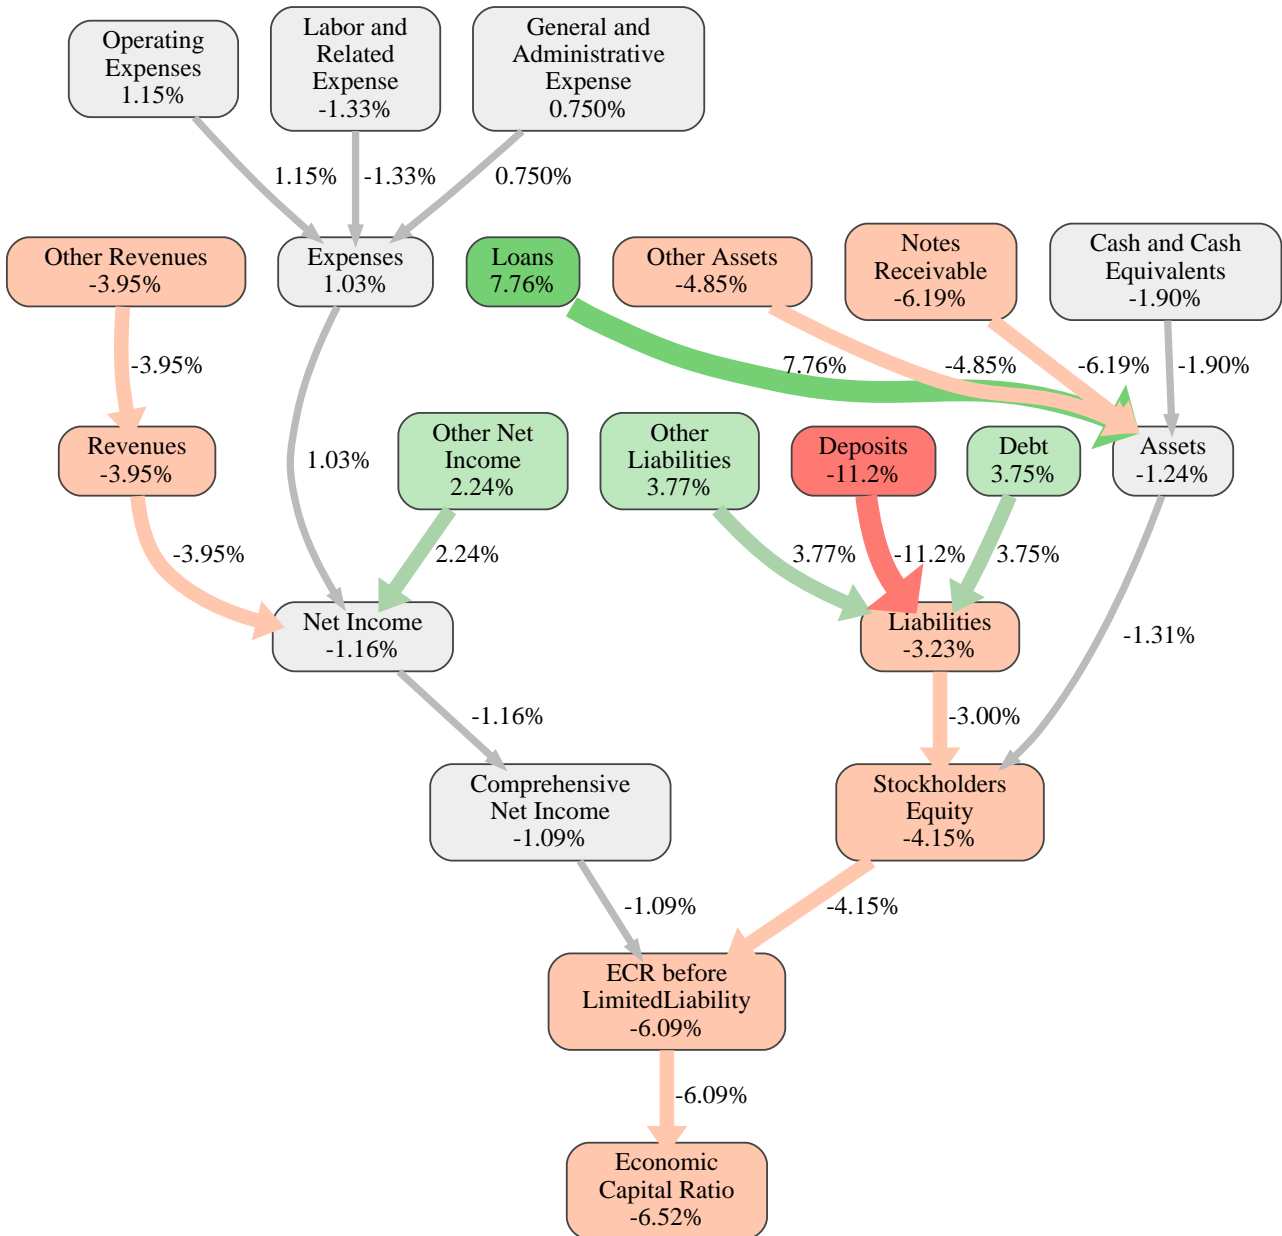 Operating
Expenses
1.15%
Labor and
Related
Expense
-1.33%
General and
Administrative
Expense
0.750%
1.15%
-1.33%
0.750%
Other Revenues
-3.95%
Expenses
1.03%
Loans
7.76%
Other Assets
-4.85%
Notes
Receivable
-6.19%
Cash and Cash
Equivalents
-1.90%
-3.95%
7.76%
-4.85%
-6.19%
-1.90%
Revenues
-3.95%
1.03%
Other Net
Income
2.24%
Other
Liabilities
3.77%
Deposits
-11.2%
Debt
3.75%
Assets
-1.24%
-3.95%
2.24%
3.77%
-11.2%
3.75%
Net Income
-1.16%
Liabilities
-3.23%
-1.31%
-1.16%
-3.00%
Comprehensive
Net Income
-1.09%
Stockholders
Equity
-4.15%
-1.09%
-4.15%
ECR before
LimitedLiability
-6.09%
-6.09%
Economic
Capital Ratio
-6.52%